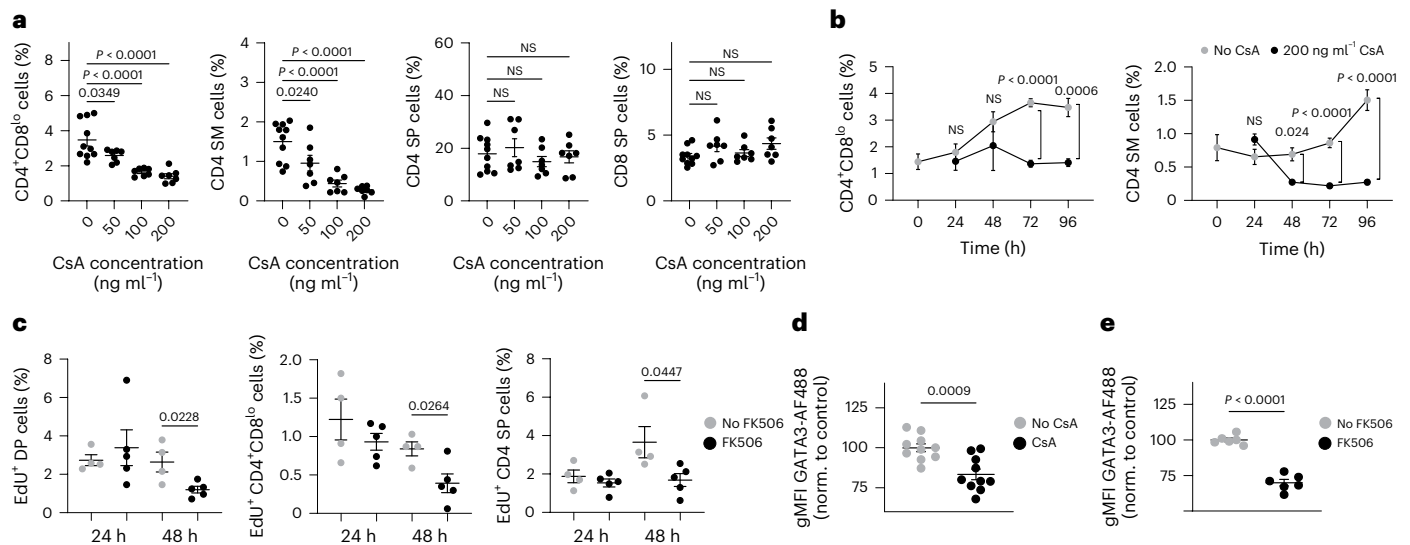 a
CD4⁺CD8ˡᵒ cells (%)
8
6
4
2
0
P < 0.0001
P < 0.0001
0.0349
0
50
100
200
CsA concentration
(ng ml⁻¹)
CD4 SM cells (%)
4
3
2
1
0
P < 0.0001
P < 0.0001
0.0240
0
50
100
200
CsA concentration
(ng ml⁻¹)
CD4 SP cells (%)
60
40
20
0
NS
NS
NS
0
50
100
200
CsA concentration
(ng ml⁻¹)
CD8 SP cells (%)
10
5
0
NS
NS
NS
0
50
100
200
CsA concentration
(ng ml⁻¹)
b
No CsA
200 ng ml⁻¹ CsA
CD4⁺CD8ˡᵒ cells (%)
5
4
3
2
1
0
NS
NS
P < 0.0001
0.0006
0
24
48
72
96
Time (h)
CD4 SM cells (%)
2.0
1.5
1.0
0.5
0
NS
0.024
P < 0.0001
P < 0.0001
0
24
48
72
96
Time (h)
c
EdU⁺ DP cells (%)
8
6
4
2
0
0.0228
24 h
48 h
EdU⁺ CD4⁺CD8ˡᵒ cells (%)
2.0
1.5
1.0
0.5
0
0.0264
24 h
48 h
EdU⁺ CD4 SP cells (%)
8
6
4
2
0
0.0447
24 h
48 h
No FK506
FK506
d
gMFI GATA3-AF488
(norm. to control)
125
100
75
0.0009
No CsA
CsA
e
gMFI GATA3-AF488
(norm. to control)
125
100
75
50
P < 0.0001
No FK506
FK506